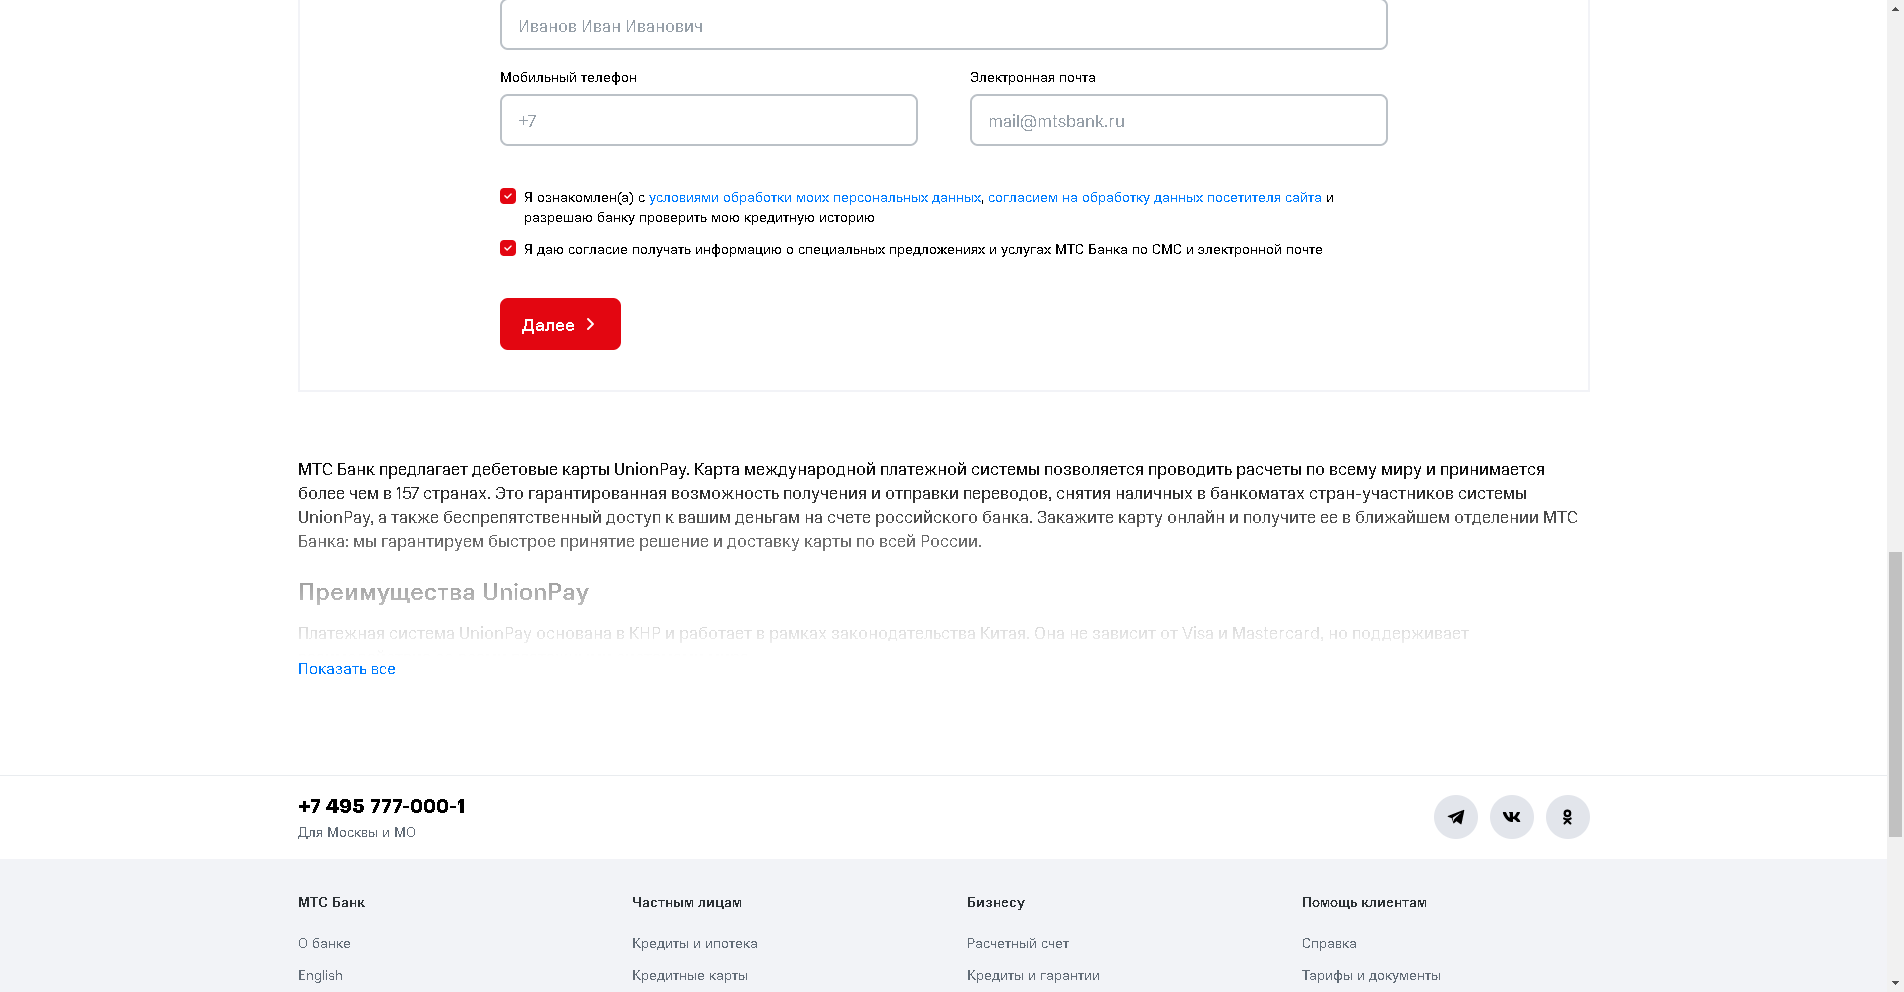 Иванов Иван Иванович
Мобильный телефон
Электронная почта
+7
mail@mtsbank.ru
Я ознакомлен(а) с условиями обработки моих персональных данных, согласием на обработку данных посетителя сайта и
разрешаю банку проверить мою кредитную историю
Я даю согласие получать информацию о специальных предложениях и услугах МТС Банка по СМС и электронной почте
Далее
МТС Банк предлагает дебетовые карты UnionPay. Карта международной платежной системы позволяется проводить расчеты по всему миру и принимается
более чем в 157 странах. Это гарантированная возможность получения и отправки переводов, снятия наличных в банкоматах стран-участников системы
UnionPay, а также беспрепятственный доступ к вашим деньгам на счете российского банка. Закажите карту онлайн и получите ее в ближайшем отделении МТС
Банка: мы гарантируем быстрое принятие решение и доставку карты по всей России.
Преимущества UnionPay
Платежная система UnionPay основана в КНР и работает в рамках законодательства Китая. Она не зависит от Visa и Mastercard, но поддерживает
Показать все
+7 495 777-000-1
Для Москвы и МО
МТС Банк
Частным лицам
Бизнесу
Помощь клиентам
О банке
Кредиты и ипотека
Расчетный счет
Справка
English
Кредитные карты
Кредиты и гарантии
Тарифы и документы